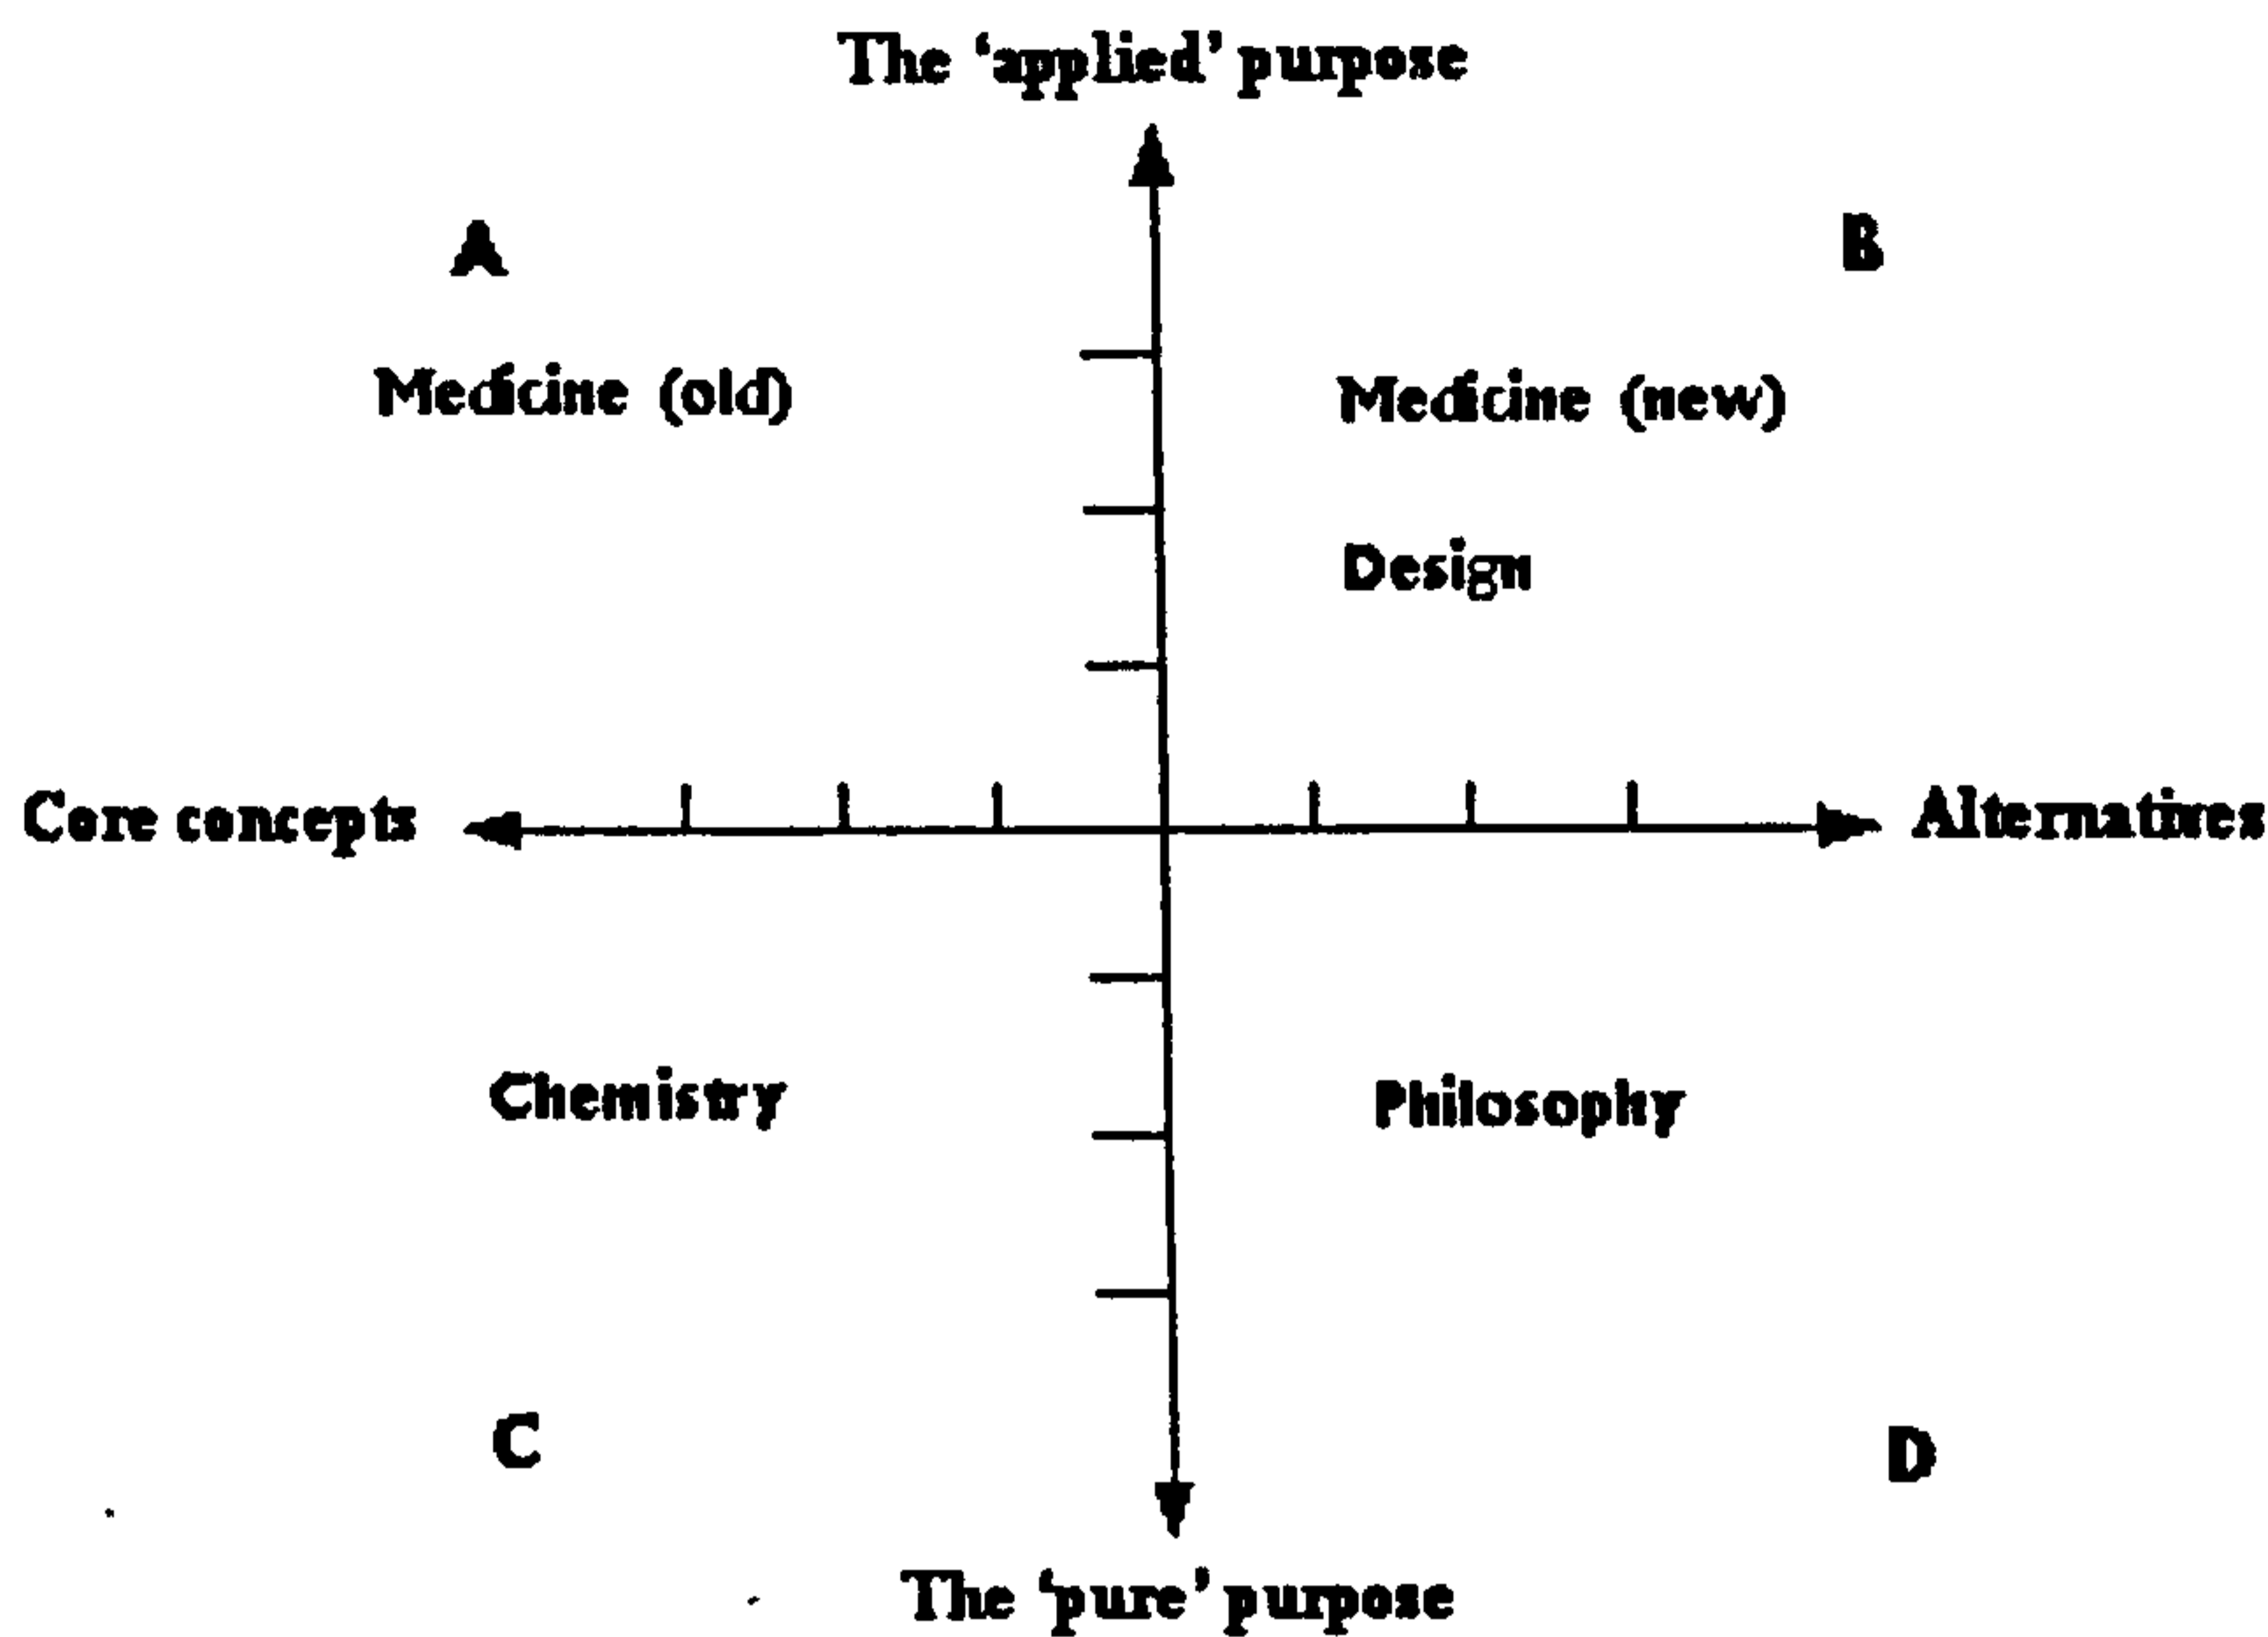 The ‘applied’ purpose
A
B
Medicine (old)
Medicine (new)
Design
Core concepts
Alternatives
Chemistry
Philosophy
C
D
The ‘pure’ purpose